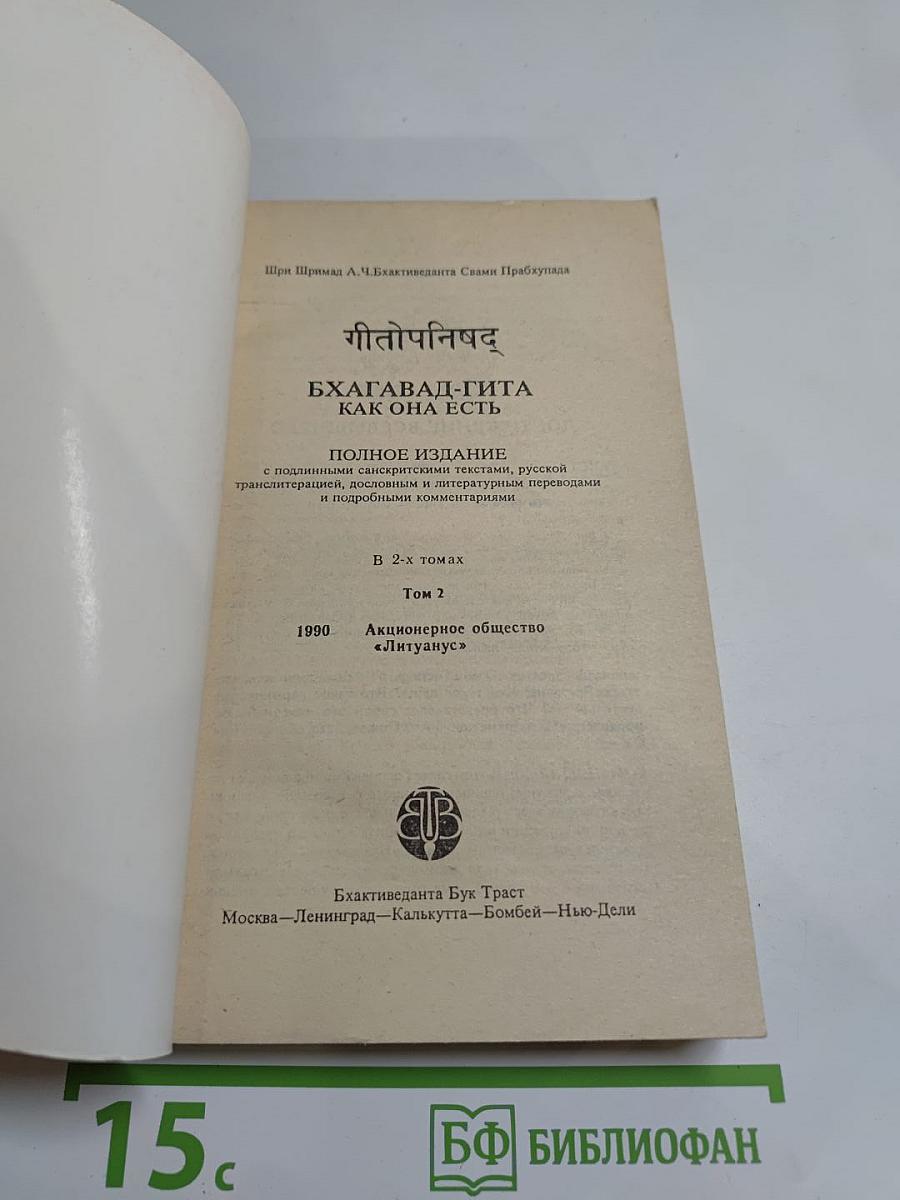 Шри Шримад А.Ч.Бхактиведанта Свами Прабхупада
गीतोपनिषद्
БХАГАВАД-ГИТА
КАК ОНА ЕСТЬ
ПОЛНОЕ ИЗДАНИЕ
с подлинными санскритскими текстами, русской
транслитерацией, дословным и литературным переводами
и подробными комментариями
В 2-х томах
Том 2
1990 Акционерное общество
«Литуанус»
BTB
Бхактиведанта Бук Траст
Москва—Ленинград—Калькутта—Бомбей—Нью-Дели
15 с
БФ БИБЛИОФАН